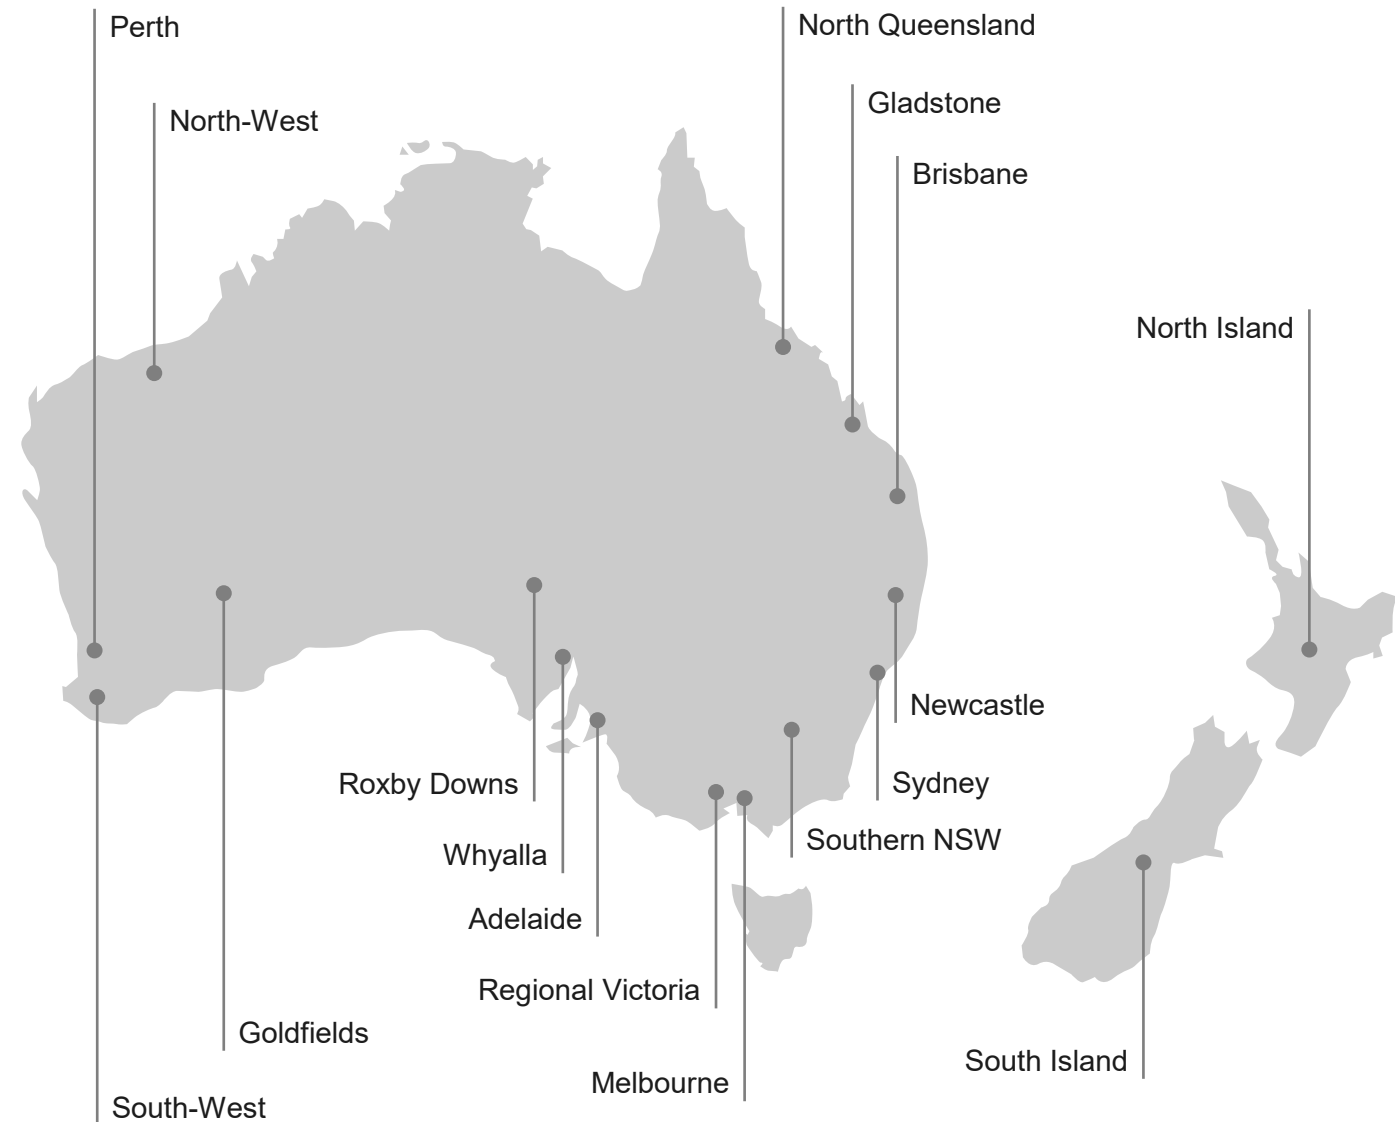 Perth
North Queensland
Gladstone
North-West
Brisbane
North Island
Newcastle
Roxby Downs
Sydney
Southern NSW
Whyalla
Adelaide
Regional Victoria
Goldfields
South Island
Melbourne
South-West